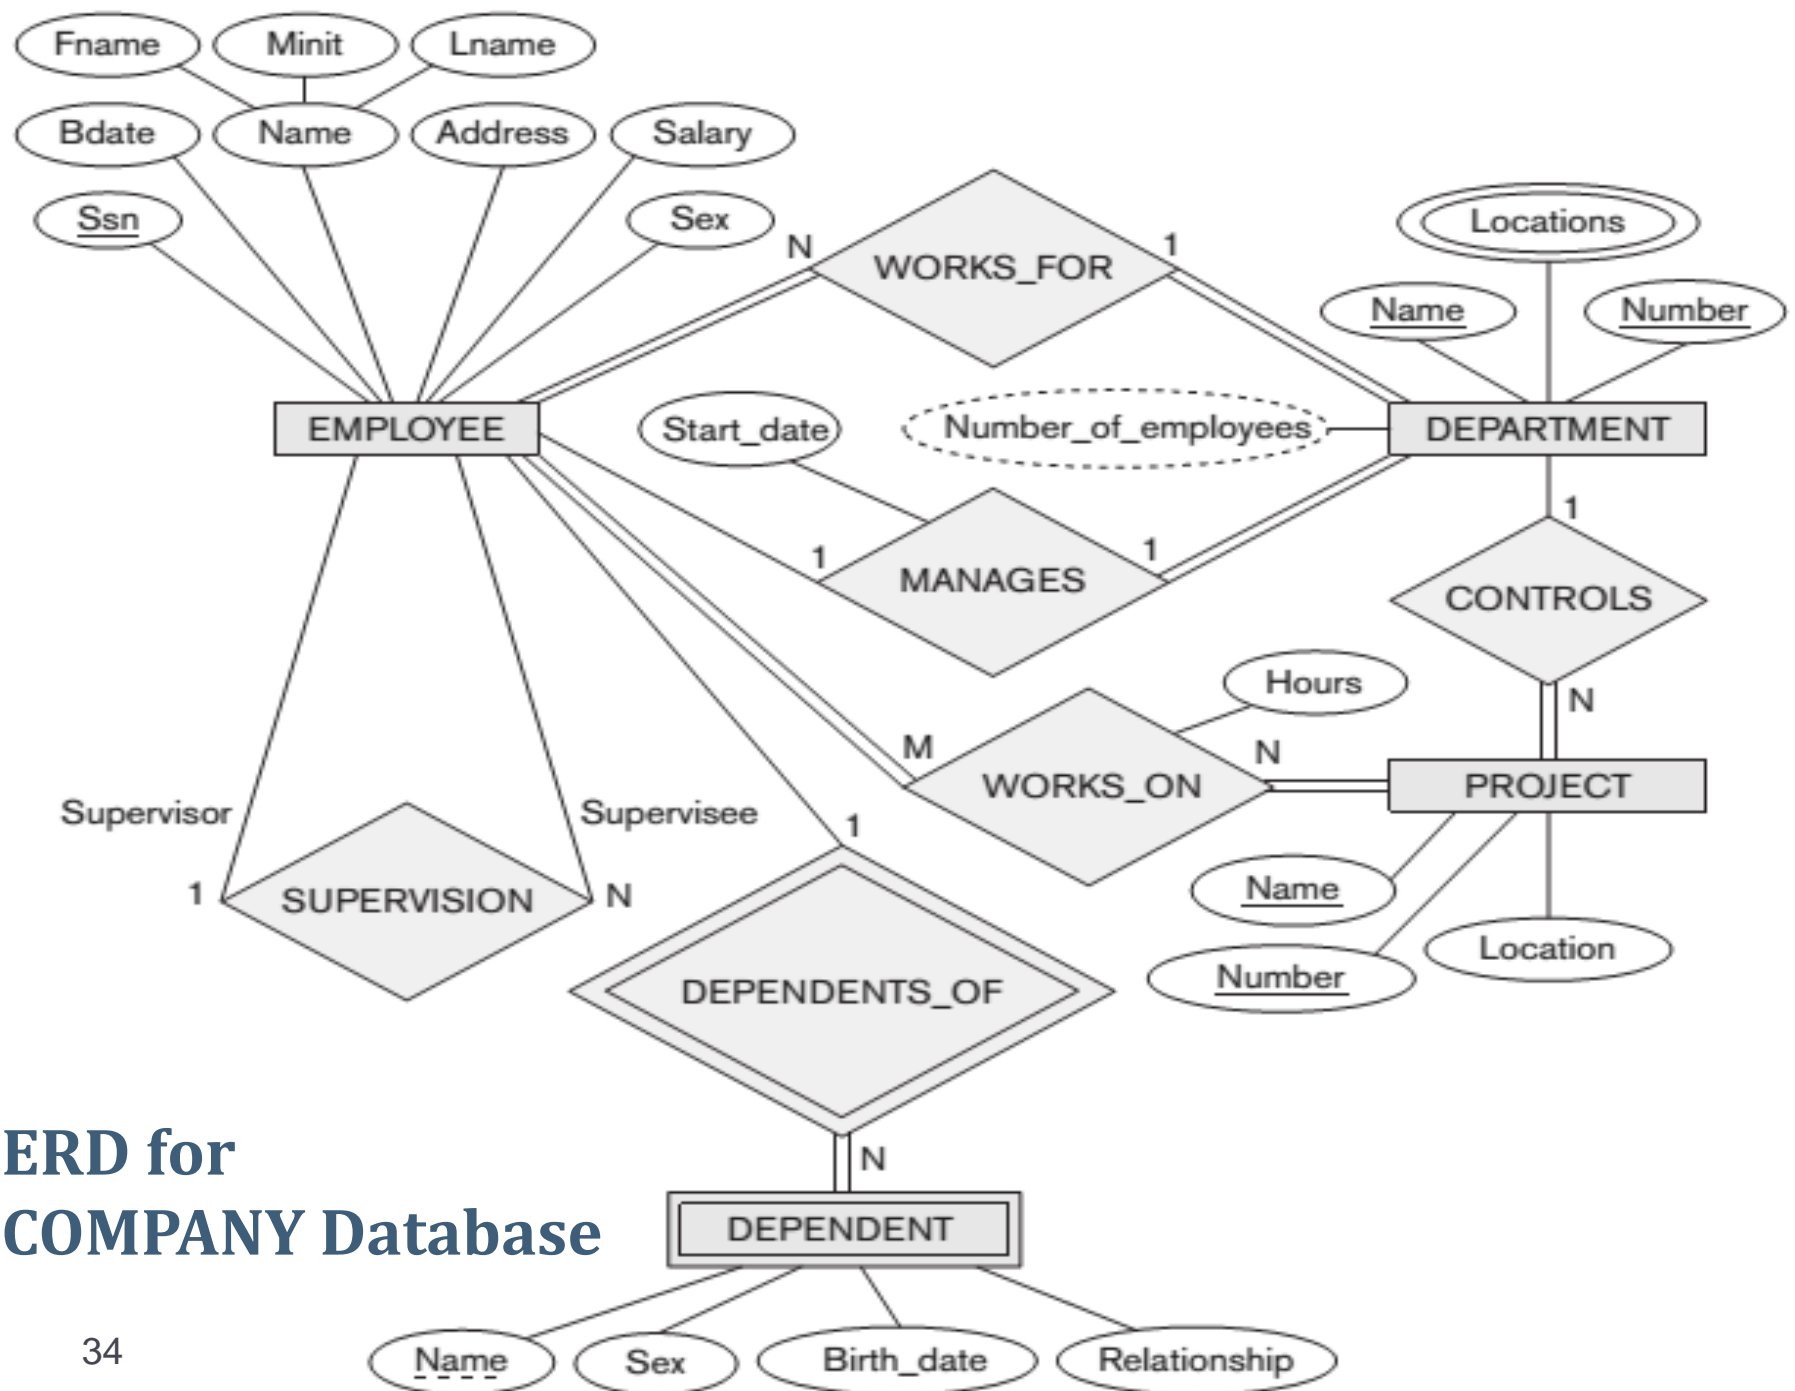 Fname
Minit
Lname
Bdate
Name
Address
Salary
Ssn
Sex
N
WORKS_FOR
1
Locations
Name
Number
EMPLOYEE
Start_date
Number_of_employees
DEPARTMENT
1
MANAGES
1
1
CONTROLS
N
Hours
M
WORKS_ON
N
PROJECT
Supervisor
Supervisee
1
1
SUPERVISION
N
Name
Location
Number
DEPENDENTS_OF
N
ERD for
COMPANY Database
DEPENDENT
34
Name
Sex
Birth_date
Relationship